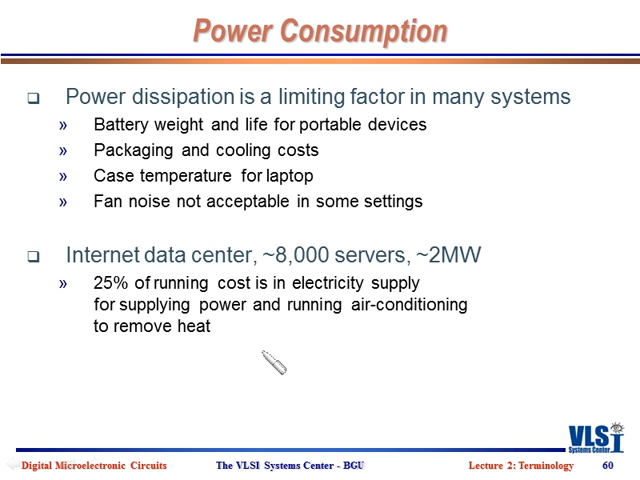 Power Consumption
Power dissipation is a limiting factor in many systems
» Battery weight and life for portable devices
» Packaging and cooling costs
» Case temperature for laptop
» Fan noise not acceptable in some settings
Internet data center, ~8,000 servers, ~2MW
» 25% of running cost is in electricity supply
for supplying power and running air-conditioning
to remove heat
VLSI
Systems Center
Digital Microelectronic Circuits The VLSI Systems Center - BGU Lecture 2: Terminology 60